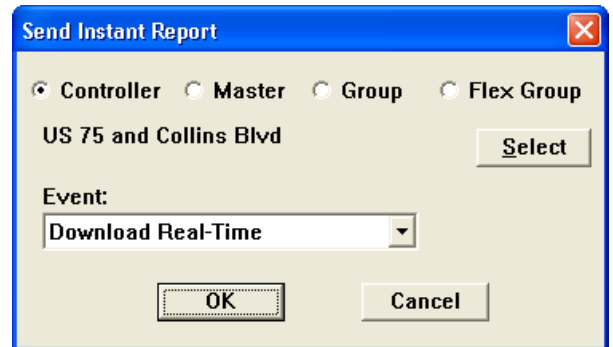 Send Instant Report
Controller Master Group Flex Group
US 75 and Collins Blvd
Select
Event:
Download Real-Time
OK Cancel